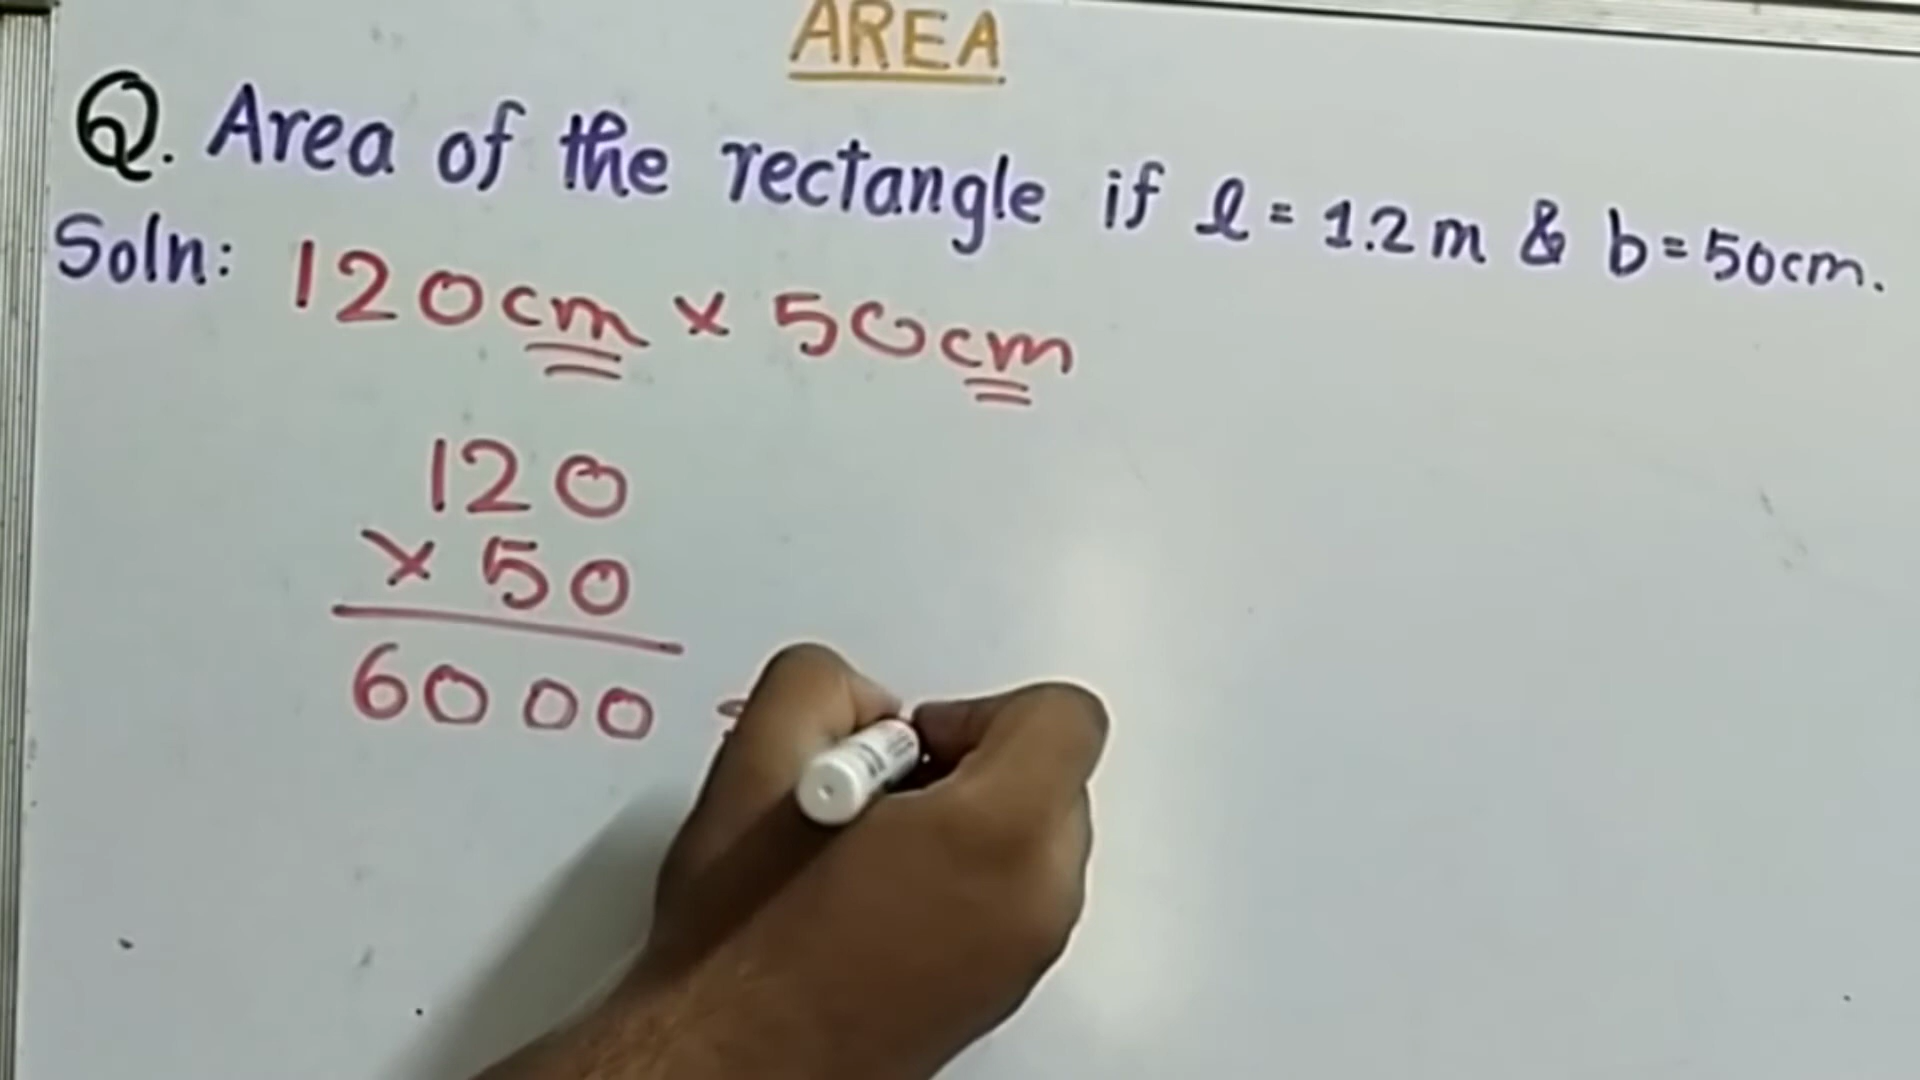 AREA
Q. Area of the rectangle if l = 1.2 m & b = 50cm.
Soln: 120cm x 50cm
120
x 50
6000